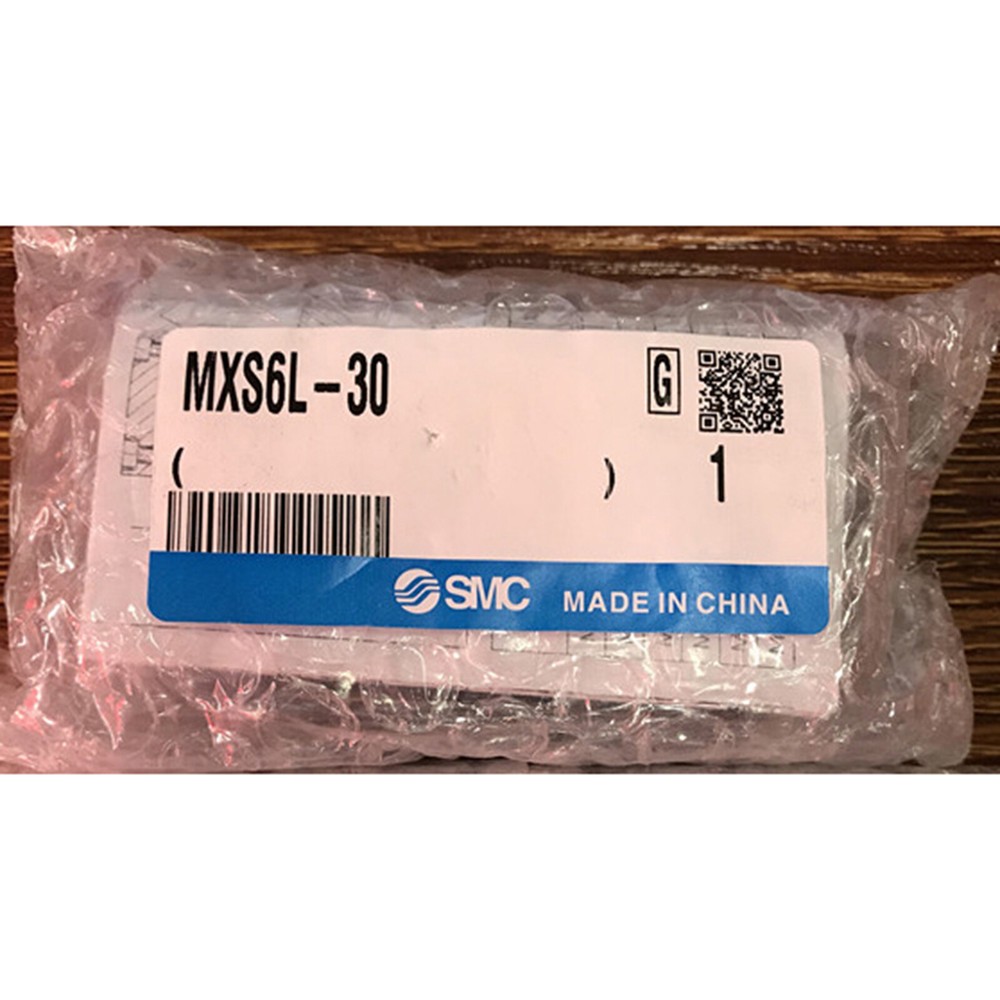 MXS6L-30 G
( ) 1
SMC MADE IN CHINA